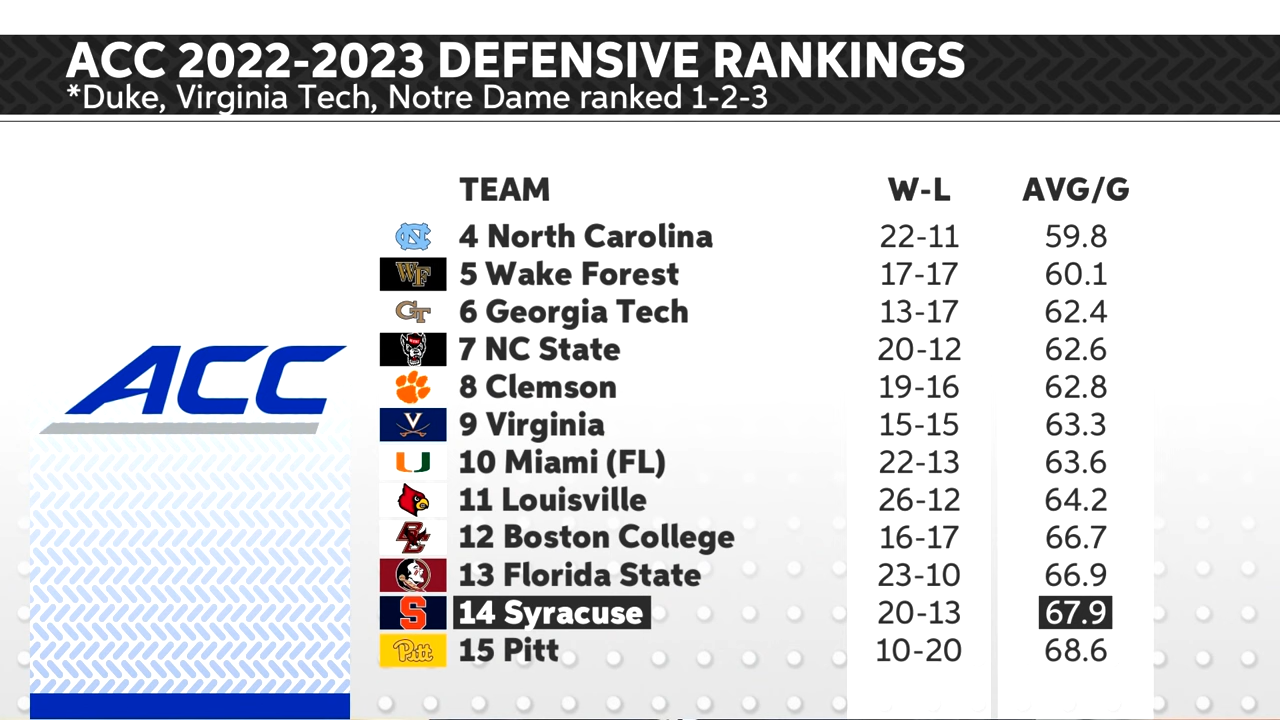 ACC 2022-2023 DEFENSIVE RANKINGS
*Duke, Virginia Tech, Notre Dame ranked 1-2-3
TEAM W-L AVG/G
NC 4 North Carolina 22-11 59.8
WF 5 Wake Forest 17-17 60.1
GT 6 Georgia Tech 13-17 62.4
7 NC State 20-12 62.6
8 Clemson 19-16 62.8
V 9 Virginia 15-15 63.3
U 10 Miami (FL) 22-13 63.6
11 Louisville 26-12 64.2
BC 12 Boston College 16-17 66.7
13 Florida State 23-10 66.9
S 14 Syracuse 20-13 67.9
Pitt 15 Pitt 10-20 68.6
ACC